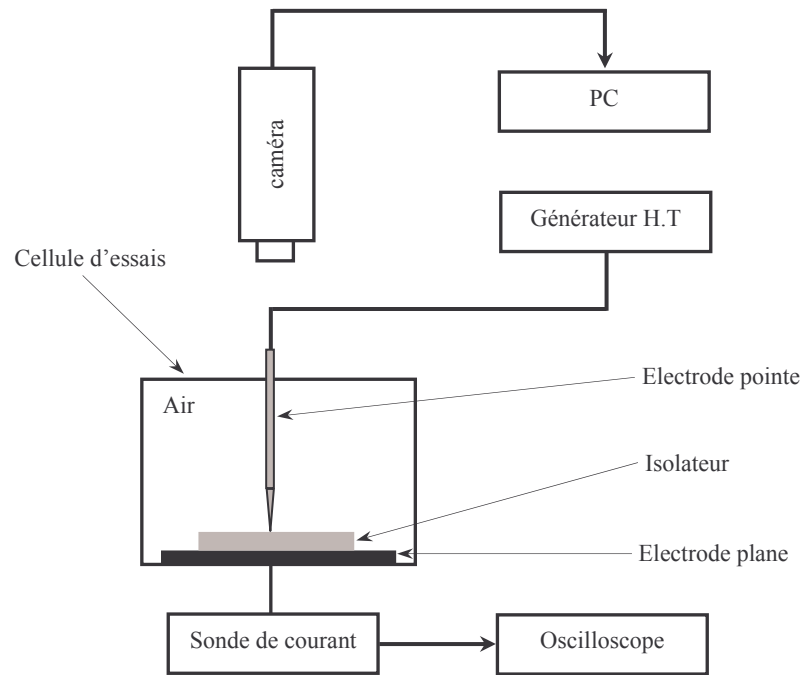 PC
caméra
Générateur H.T
Cellule d'essais
Electrode pointe
Air
Isolateur
Electrode plane
Sonde de courant
Oscilloscope